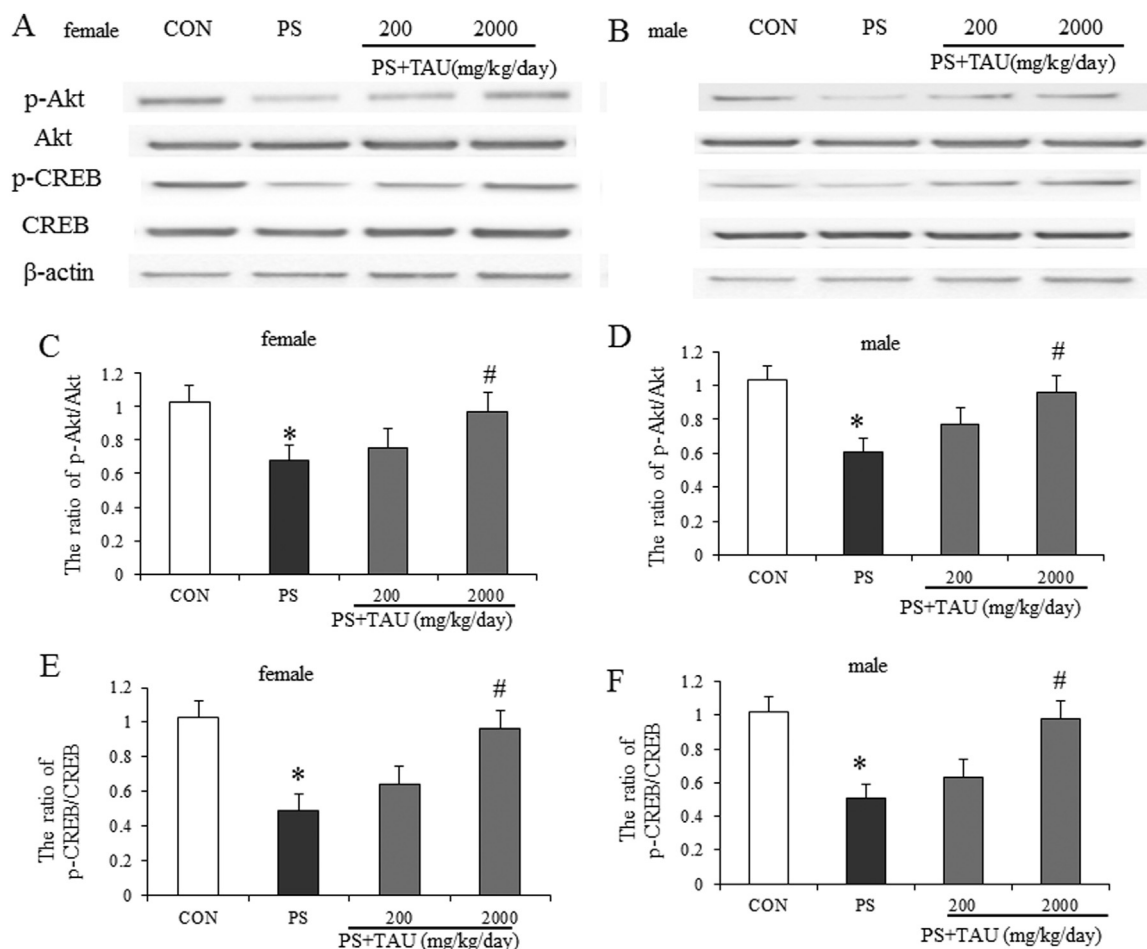 A female CON PS 200 2000
PS+TAU(mg/kg/day)
p-Akt
Akt
p-CREB
CREB
β-actin
B male CON PS 200 2000
PS+TAU(mg/kg/day)
C
female
The ratio of p-Akt/Akt
1.2
1
0.8
0.6
0.4
0.2
0
*
#
CON PS 200 2000
PS+TAU (mg/kg/day)
D
male
The ratio of p-Akt/Akt
1.2
1
0.8
0.6
0.4
0.2
0
*
#
CON PS 200 2000
PS+TAU (mg/kg/day)
E
female
The ratio of
p-CREB/CREB
1.2
1
0.8
0.6
0.4
0.2
0
*
#
CON PS 200 2000
PS+TAU (mg/kg/day)
F
male
The ratio of
p-CREB/CREB
1.2
1
0.8
0.6
0.4
0.2
0
*
#
CON PS 200 2000
PS+TAU (mg/kg/day)